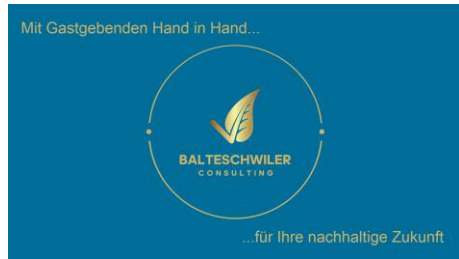 Mit Gastgebenden Hand in Hand...
BALTESCHWILER
CONSULTING
...für Ihre nachhaltige Zukunft